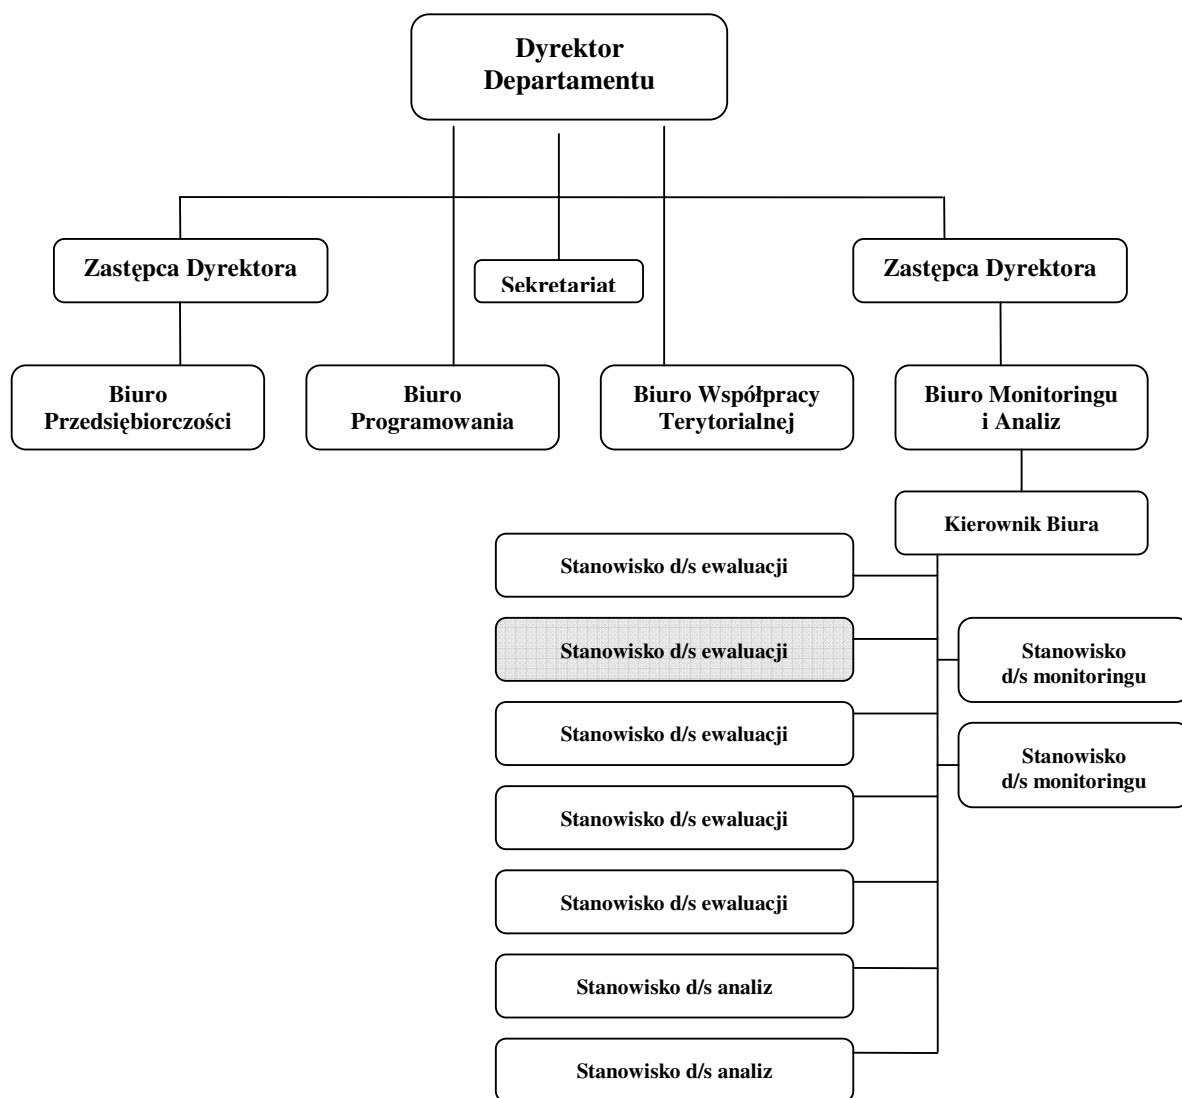 Dyrektor
Departamentu
Zastępca Dyrektora
Sekretariat
Zastępca Dyrektora
Biuro
Przedsiębiorczości
Biuro
Programowania
Biuro Współpracy
Terytorialnej
Biuro Monitoringu
i Analiz
Kierownik Biura
Stanowisko d/s ewaluacji
Stanowisko d/s ewaluacji
Stanowisko
d/s monitoringu
Stanowisko d/s ewaluacji
Stanowisko
d/s monitoringu
Stanowisko d/s ewaluacji
Stanowisko d/s ewaluacji
Stanowisko d/s analiz
Stanowisko d/s analiz